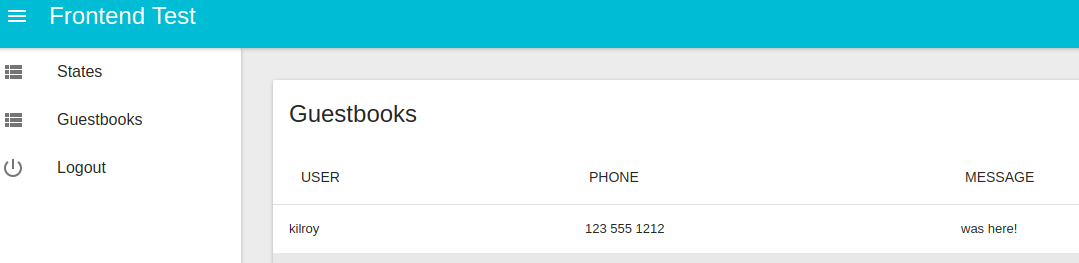 Frontend Test
States
Guestbooks
Logout
Guestbooks
USER PHONE MESSAGE
kilroy 123 555 1212 was here!